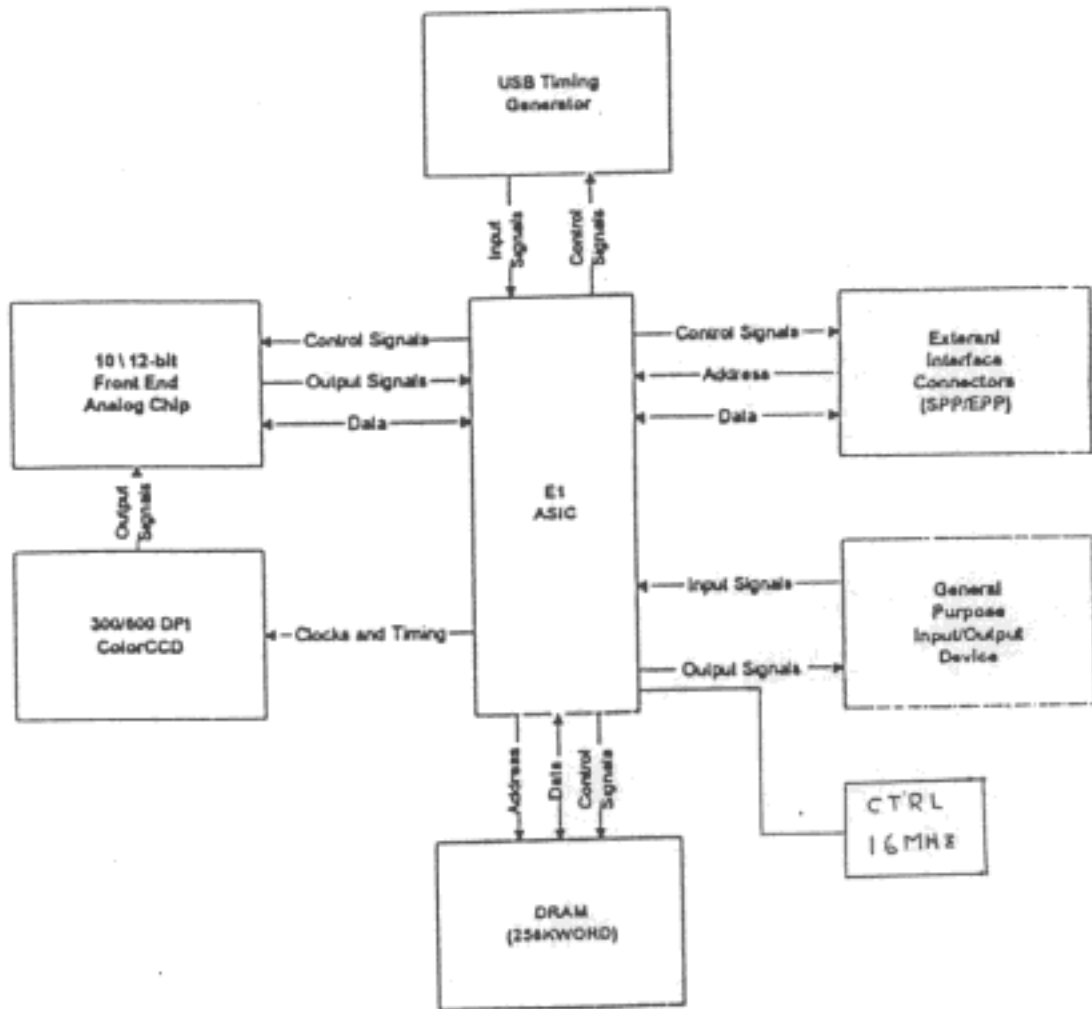 USB Timing
Generator
Input
Signals
Control
Signals
10\12-bit
Front End
Analog Chip
Control Signals
Output Signals
Data
Control Signals
Address
Data
Exteranl
Interface
Connectors
(SPP/EPP)
E1
ASIC
Output
Signals
300/600 DPI
ColorCCD
Clocks and Timing
Input Signals
Output Signals
General
Purpose
Input/Output
Device
Address
Data
Control
Signals
CTRL
16MHz
DRAM
(256KWORD)